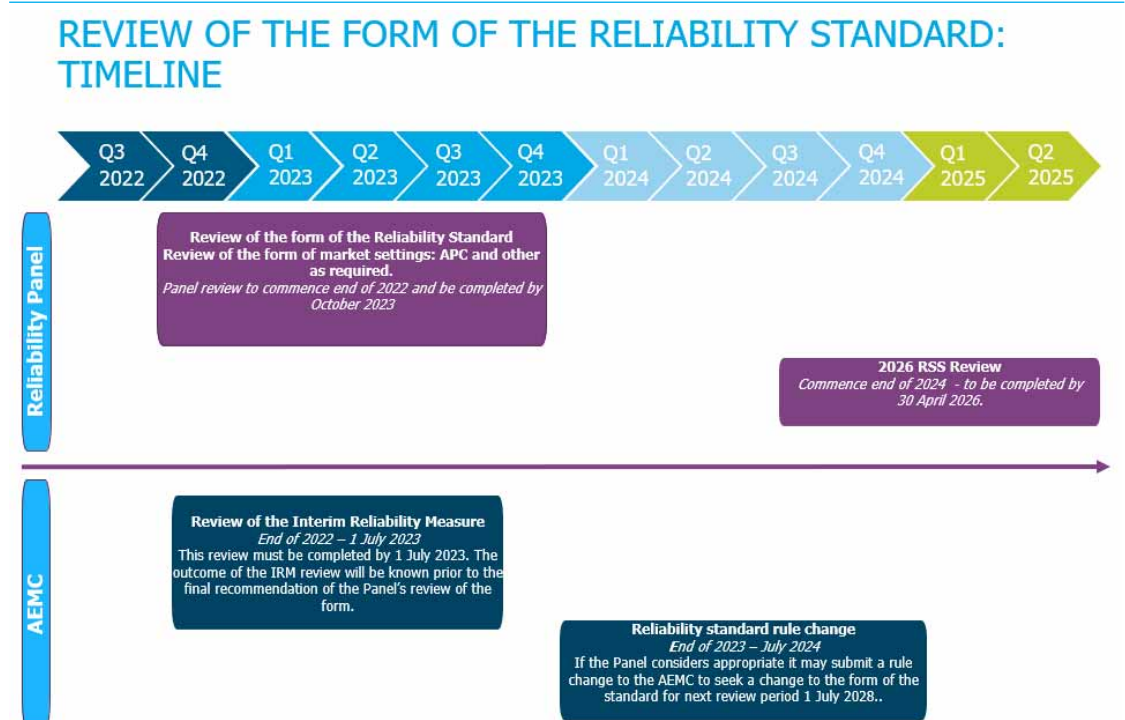 REVIEW OF THE FORM OF THE RELIABILITY STANDARD:
TIMELINE
Q3
2022
Q4
2022
Q1
2023
Q2
2023
Q3
2023
Q4
2023
Q1
2024
Q2
2024
Q3
2024
Q4
2024
Q1
2025
Q2
2025
Reliability Panel
Review of the form of the Reliability Standard
Review of the form of market settings: APC and other
as required.
Panel review to commence end of 2022 and be completed by
October 2023
2026 RSS Review
Commence end of 2024 - to be completed by
30 April 2026.
AEMC
Review of the Interim Reliability Measure
End of 2022 – 1 July 2023
This review must be completed by 1 July 2023. The
outcome of the IRM review will be known prior to the
final recommendation of the Panel's review of the
form.
Reliability standard rule change
End of 2023 – July 2024
If the Panel considers appropriate it may submit a rule
change to the AEMC to seek a change to the form of the
standard for next review period 1 July 2028..